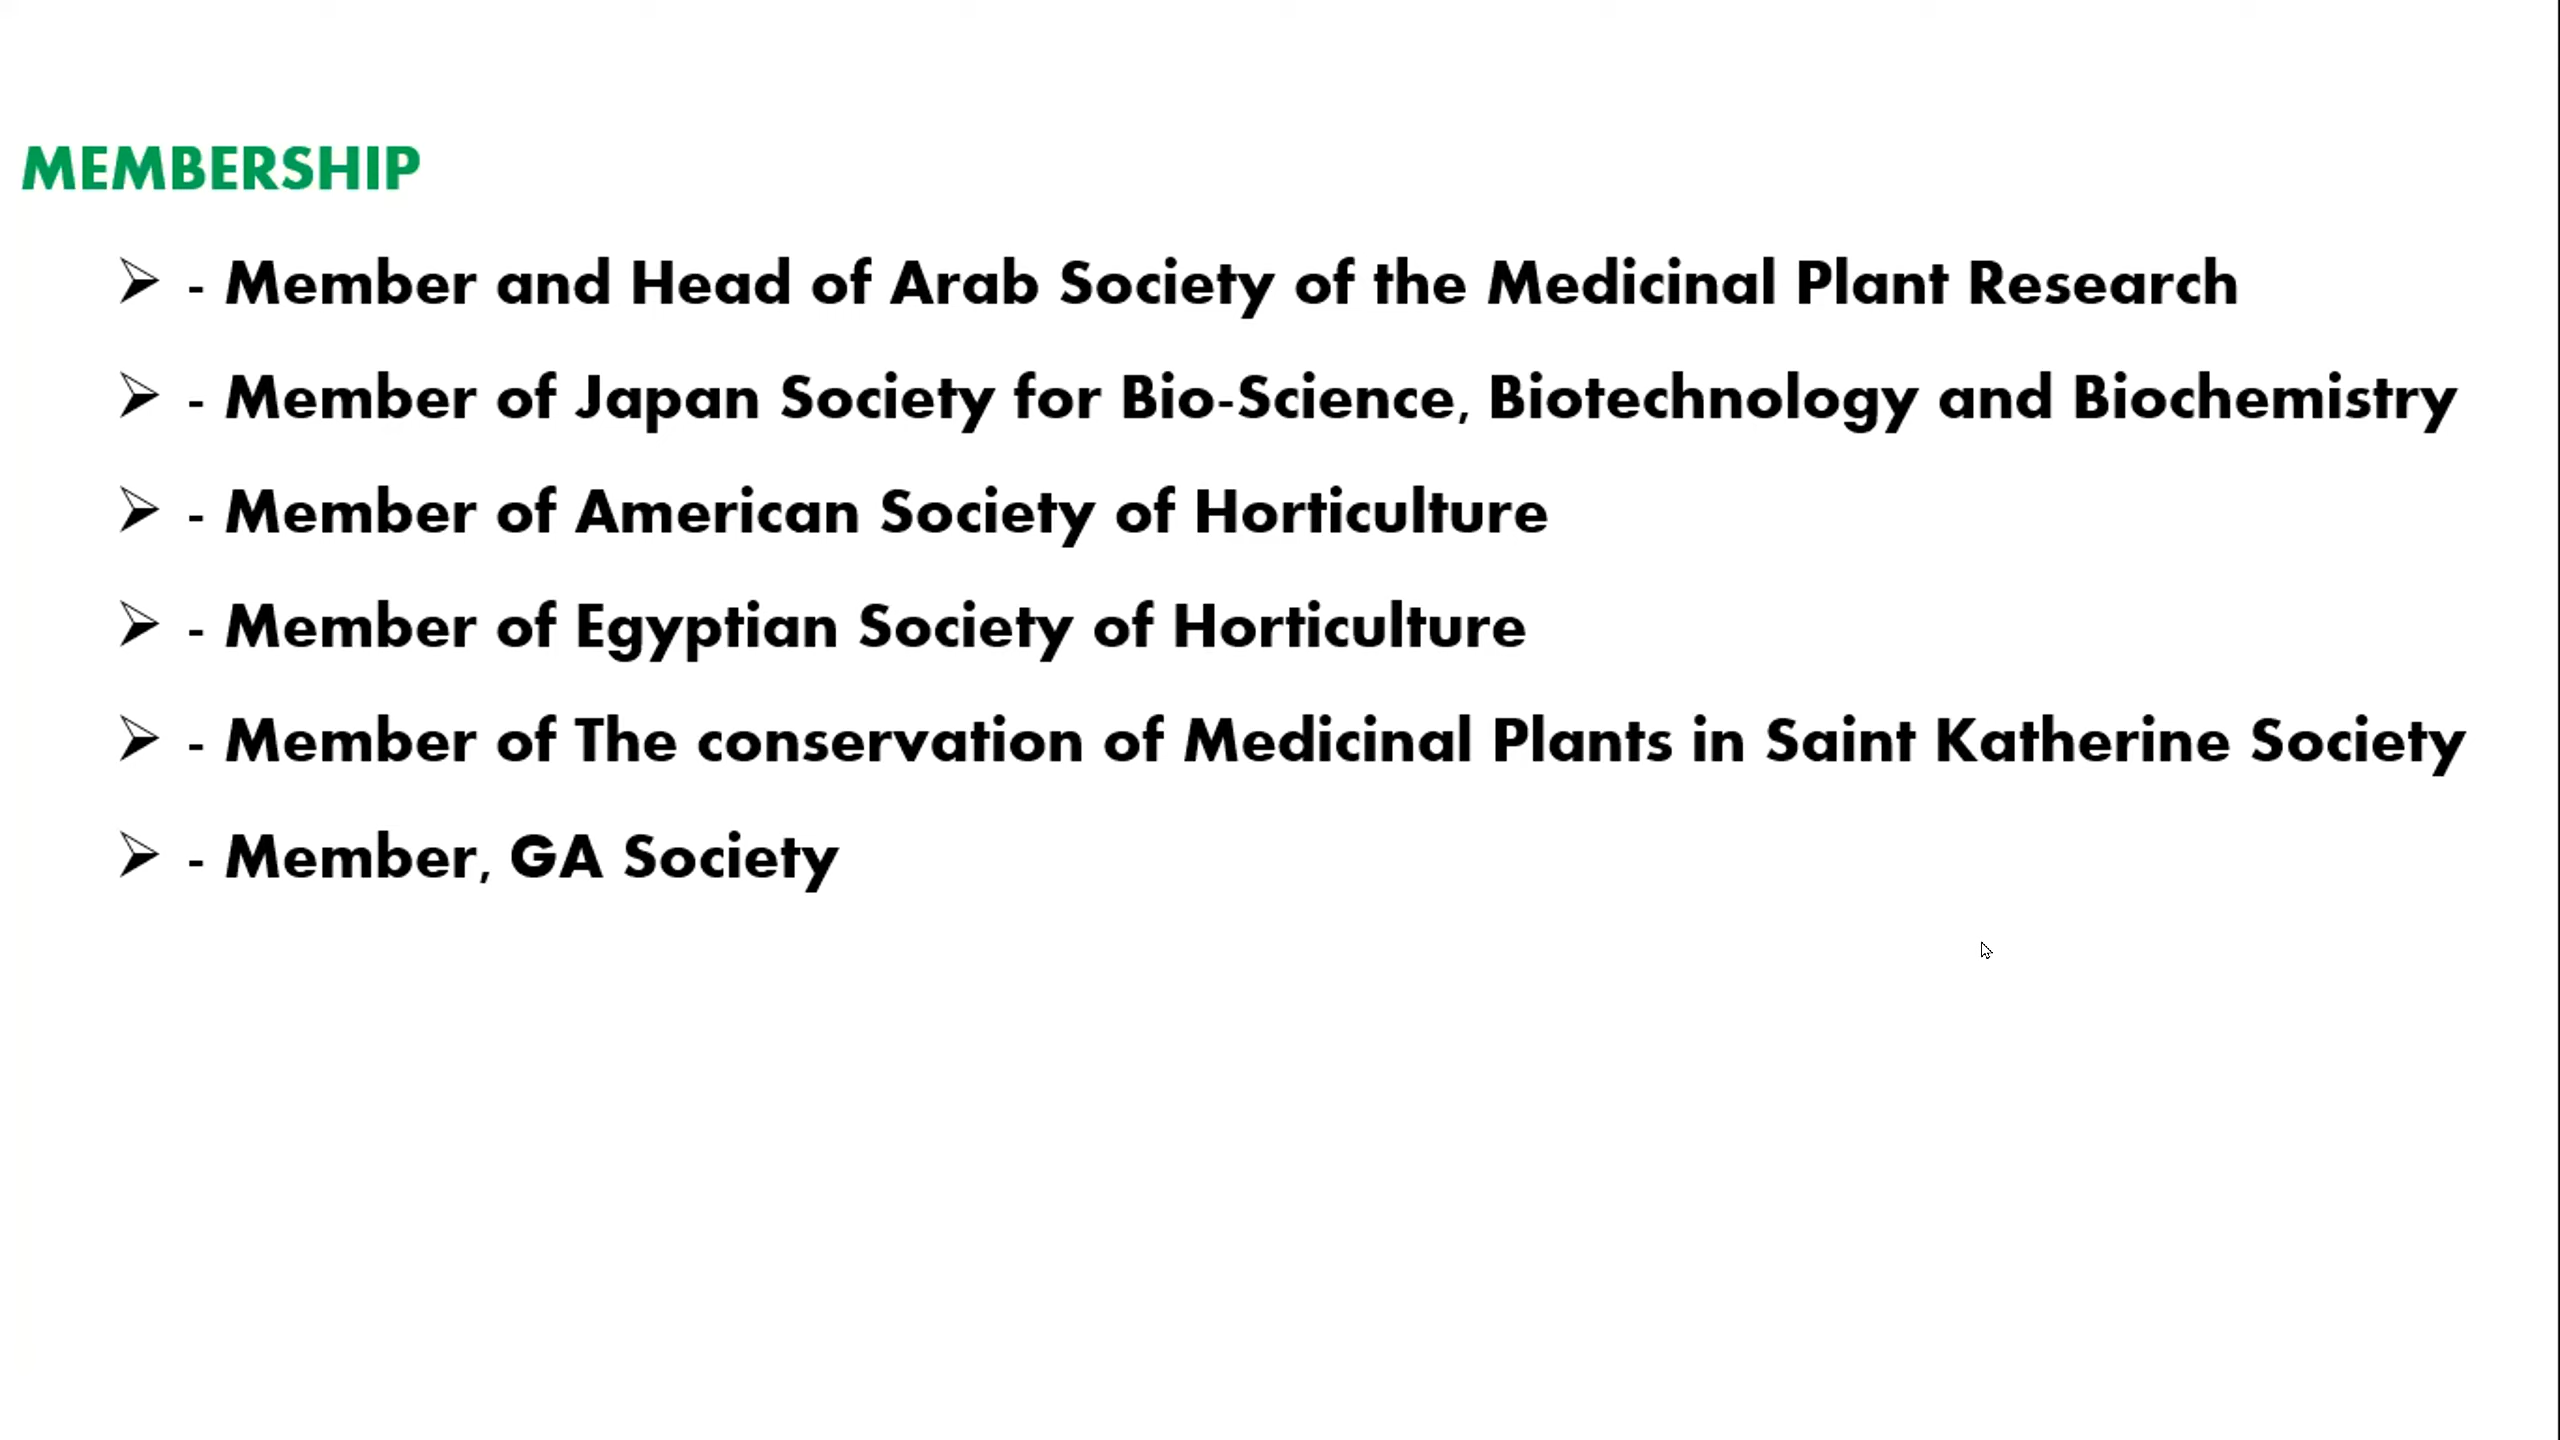 MEMBERSHIP
➢ - Member and Head of Arab Society of the Medicinal Plant Research
➢ - Member of Japan Society for Bio-Science, Biotechnology and Biochemistry
➢ - Member of American Society of Horticulture
➢ - Member of Egyptian Society of Horticulture
➢ - Member of The conservation of Medicinal Plants in Saint Katherine Society
➢ - Member, GA Society